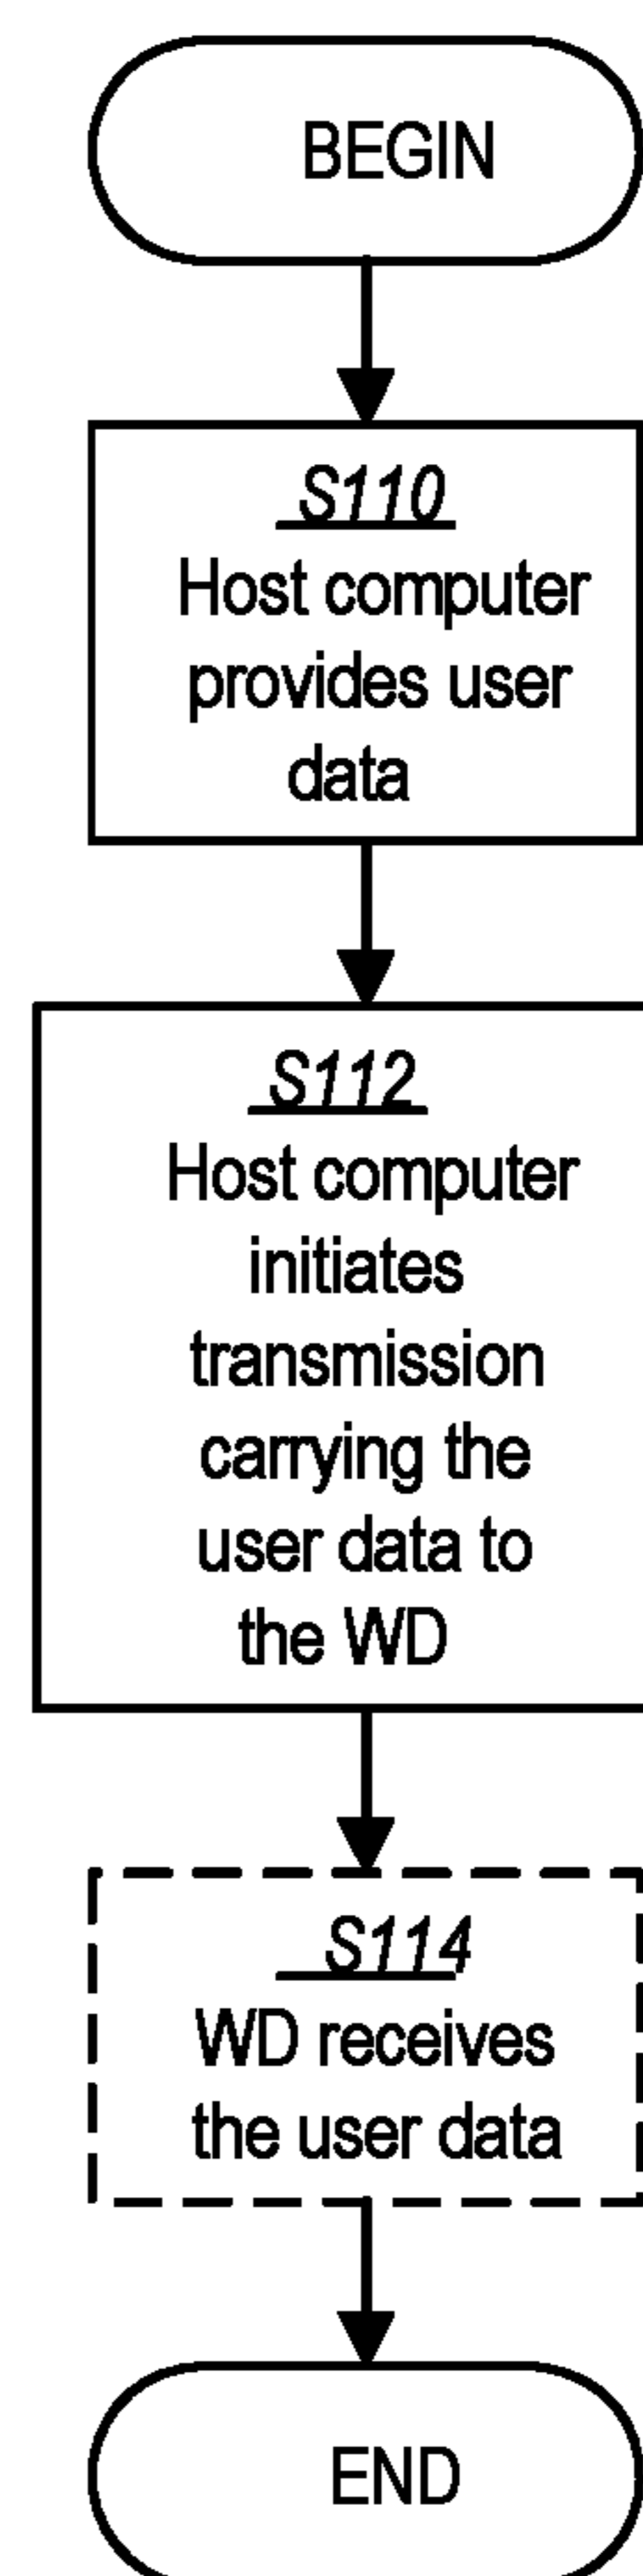 BEGIN
S110
Host computer
provides user
data
S112
Host computer
initiates
transmission
carrying the
user data to
the WD
S114
WD receives
the user data
END